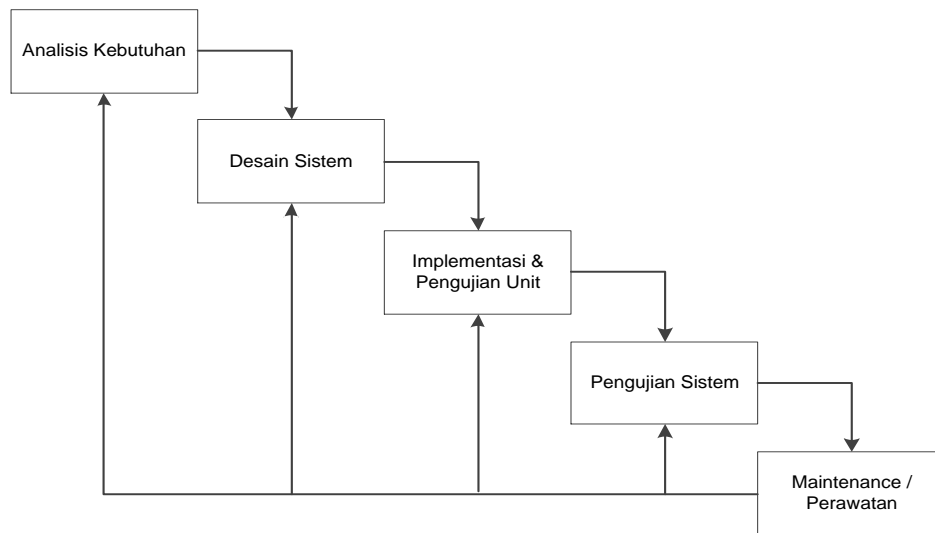 Analisis Kebutuhan
Desain Sistem
Implementasi &
Pengujian Unit
Pengujian Sistem
Maintenance /
Perawatan